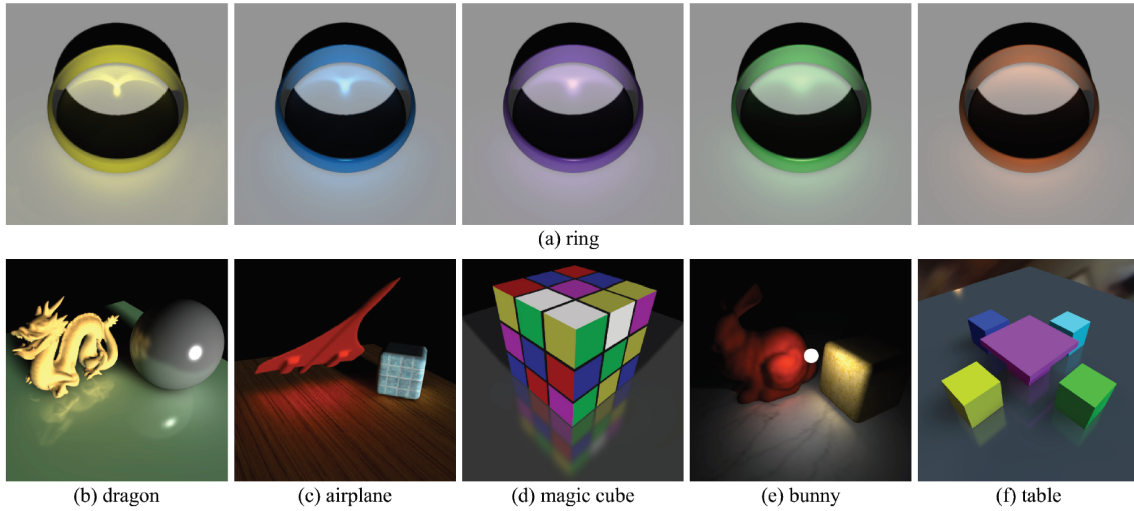 (a) ring
(b) dragon
(c) airplane
(d) magic cube
(e) bunny
(f) table